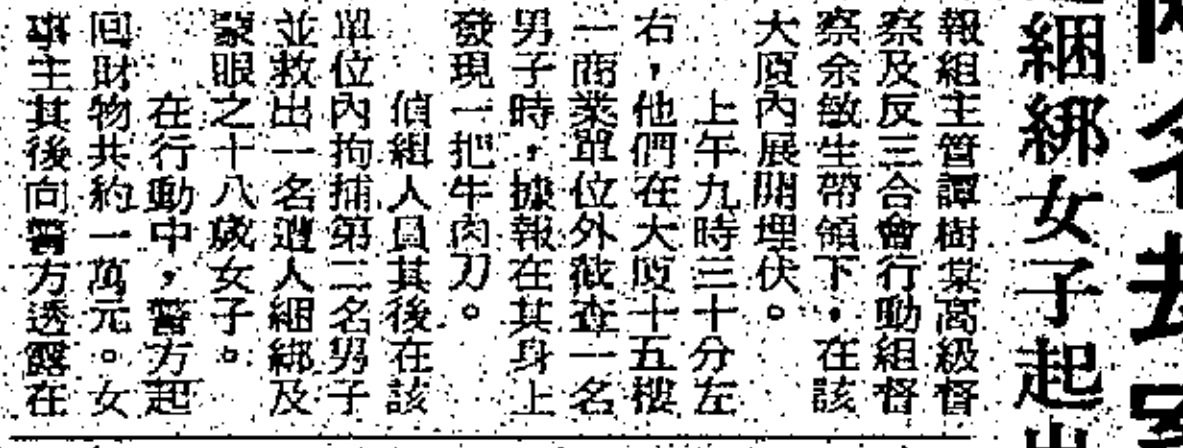 綑綁女子起
報組主管譚樹棠高級督
察及反三合會行動組督
察余敏生帶領下，在該
大廈內展開埋伏。
上午九時三十分左
右，他們在大廈十五樓
一商業單位外截查一名
男子時，據報在其身上
發現一把牛肉刀。
偵組人員其後在該
單位內拘捕第二名男子
並救出一名遭人綑綁及
蒙眼之十八歲女子。
在行動中，警方起
回財物共約一萬元。女
事主其後向警方透露在